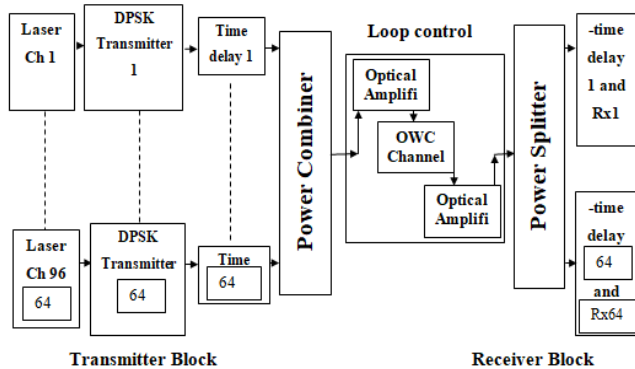 Laser
Ch 1
DPSK
Transmitter
1
Time
delay 1
Power Combiner
Loop control
Optical
Amplifi
OWC
Channel
Optical
Amplifi
Power Splitter
-time
delay
1 and
Rx1
Laser
Ch 96
64
DPSK
Transmitter
64
Time
64
-time
delay
64
and
Rx64
Transmitter Block
Receiver Block